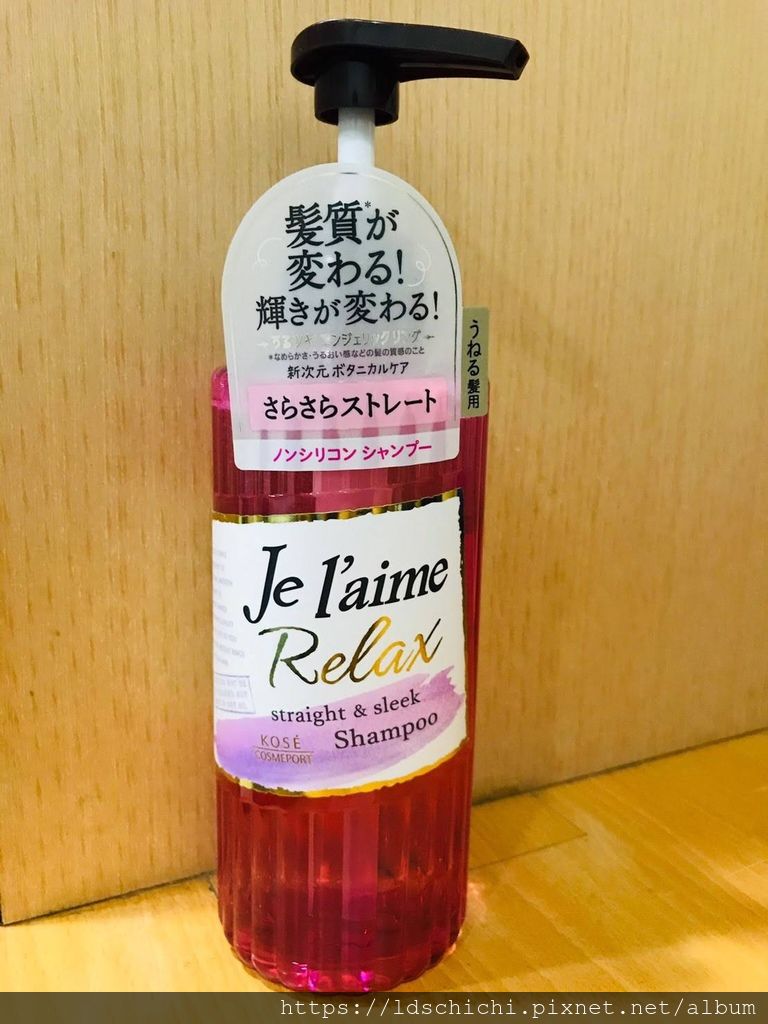 髪質*が
変わる!
輝きが変わる!
*なめらかさ・うるおい感などの髪の質感のこと
新次元 ボタニカルケア
さらさらストレート
ノンシリコン シャンプー
うねる髪用
Je l'aime
Relax
straight & sleek
Shampoo
KOSÉ
COSMEPORT
https://ldschichi.pixnet.net/album